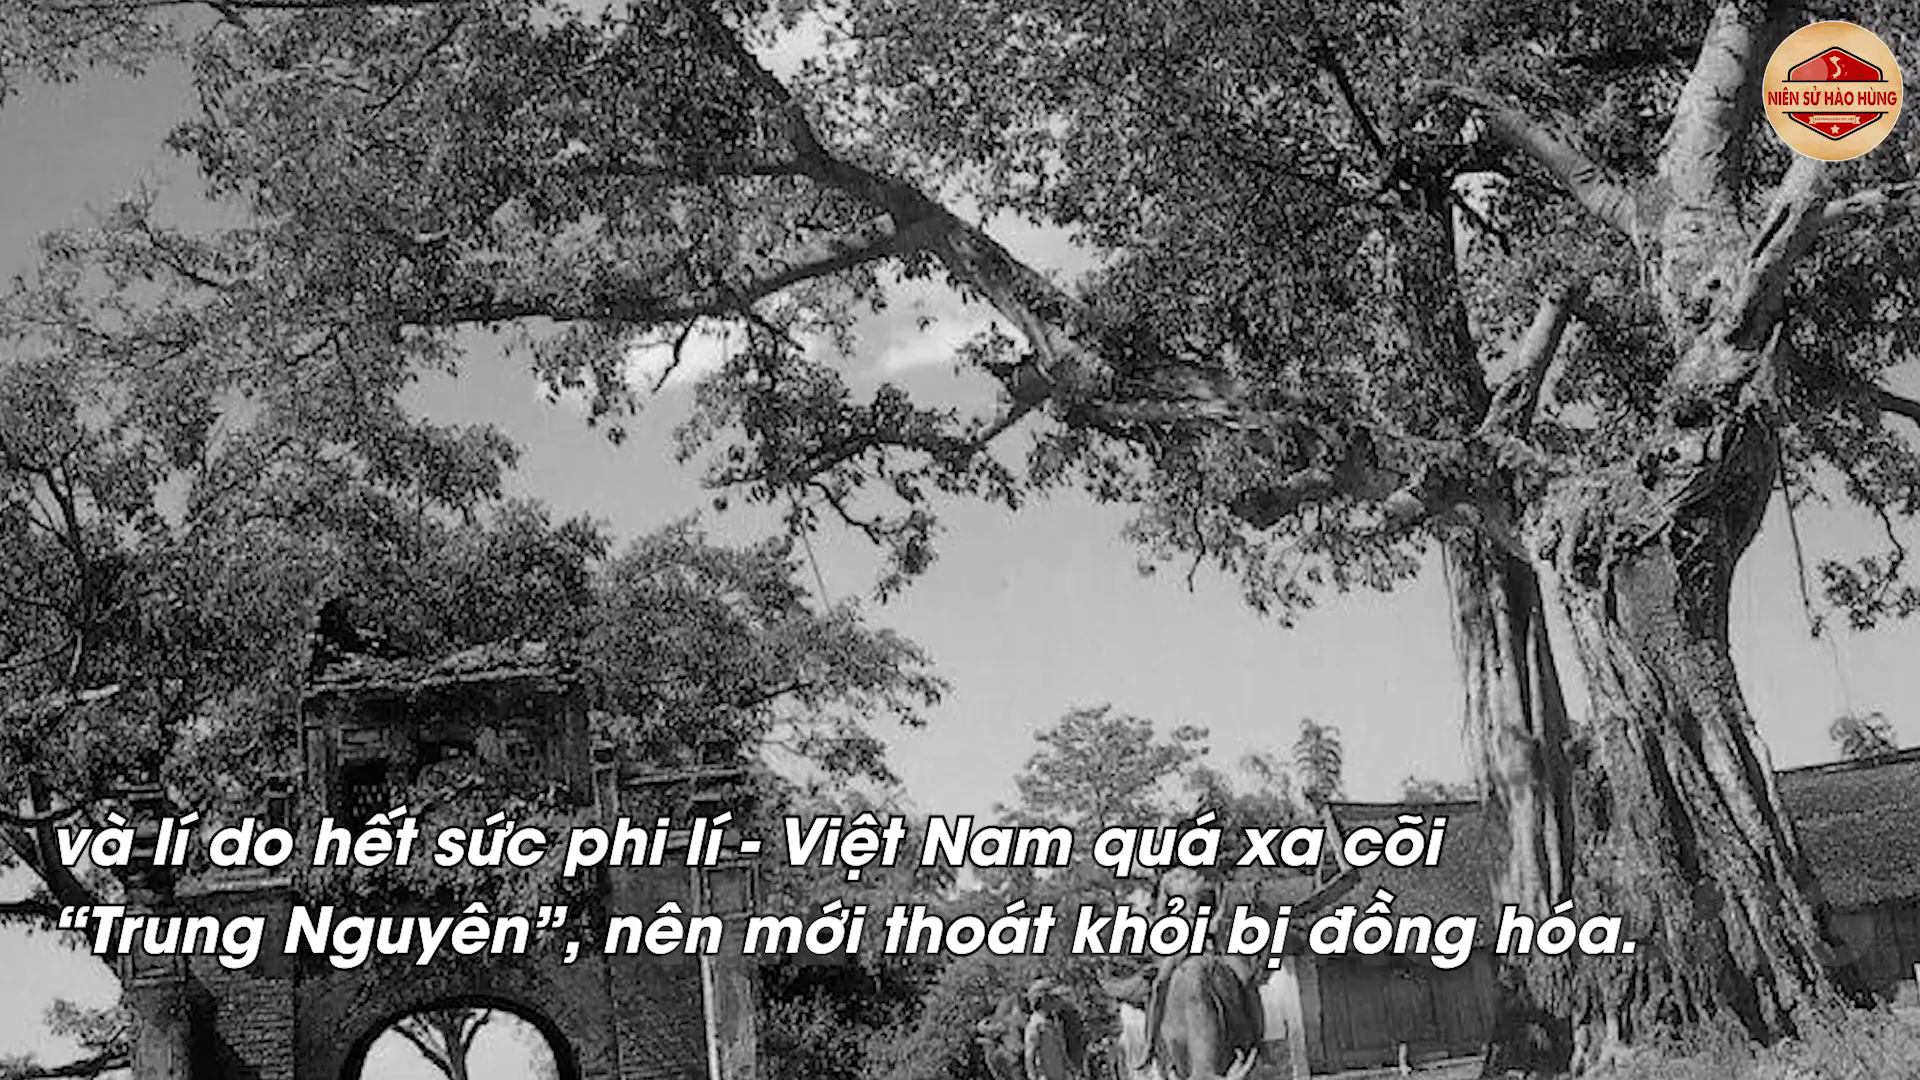 NIÊN SỬ HÀO HÙNG
và lí do hết sức phi lí - Việt Nam quá xa cõi
“Trung Nguyên”, nên mới thoát khỏi bị đồng hóa.